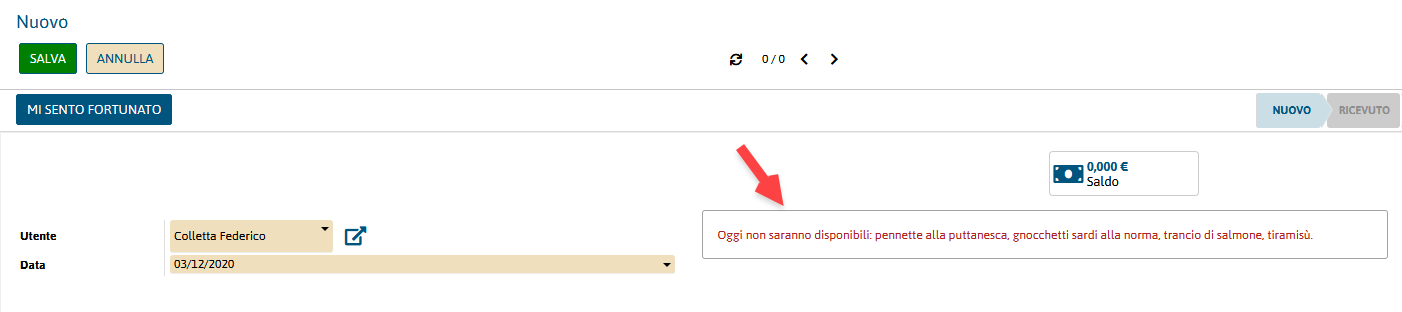 Nuovo
SALVA ANNULLA 0 / 0
MI SENTO FORTUNATO NUOVO RICEVUTO
0,000 €
Saldo
Utente Colletta Federico
Oggi non saranno disponibili: pennette alla puttanesca, gnocchetti sardi alla norma, trancio di salmone, tiramisù.
Data 03/12/2020